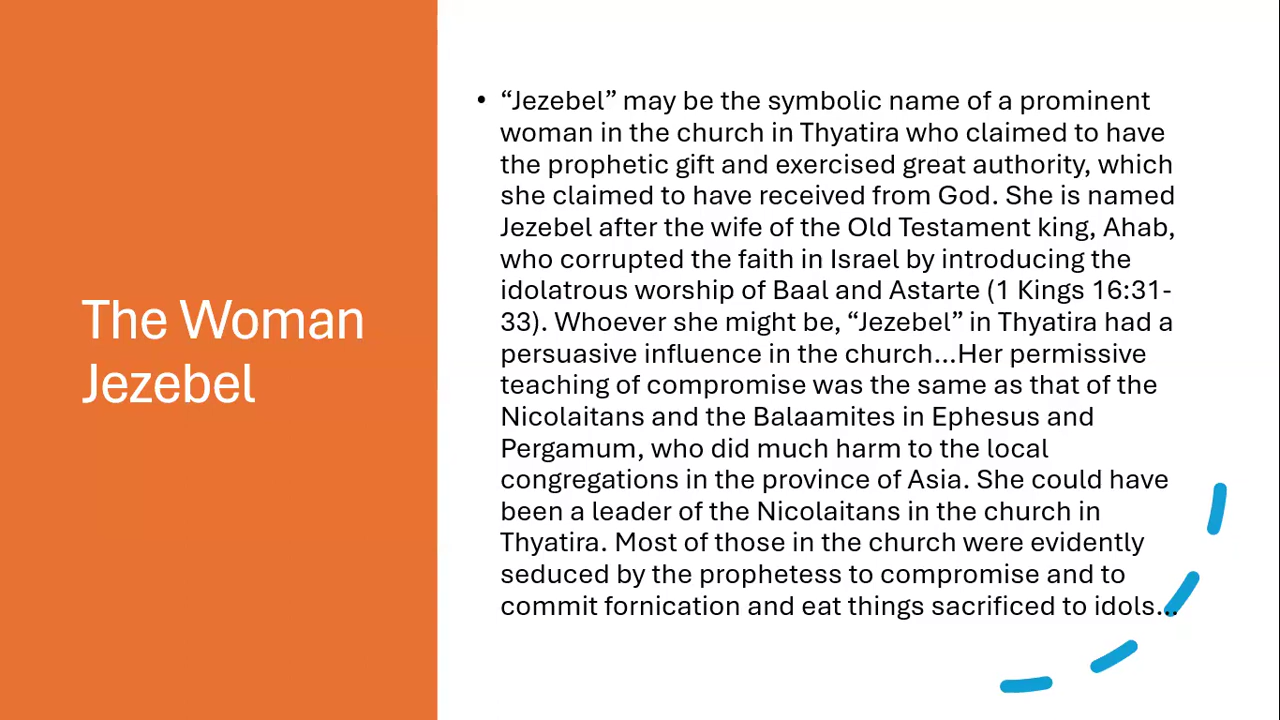 The Woman
Jezebel
• “Jezebel” may be the symbolic name of a prominent
woman in the church in Thyatira who claimed to have
the prophetic gift and exercised great authority, which
she claimed to have received from God. She is named
Jezebel after the wife of the Old Testament king, Ahab,
who corrupted the faith in Israel by introducing the
idolatrous worship of Baal and Astarte (1 Kings 16:31-
33). Whoever she might be, “Jezebel” in Thyatira had a
persuasive influence in the church...Her permissive
teaching of compromise was the same as that of the
Nicolaitans and the Balaamites in Ephesus and
Pergamum, who did much harm to the local
congregations in the province of Asia. She could have
been a leader of the Nicolaitans in the church in
Thyatira. Most of those in the church were evidently
seduced by the prophetess to compromise and to
commit fornication and eat things sacrificed to idols...